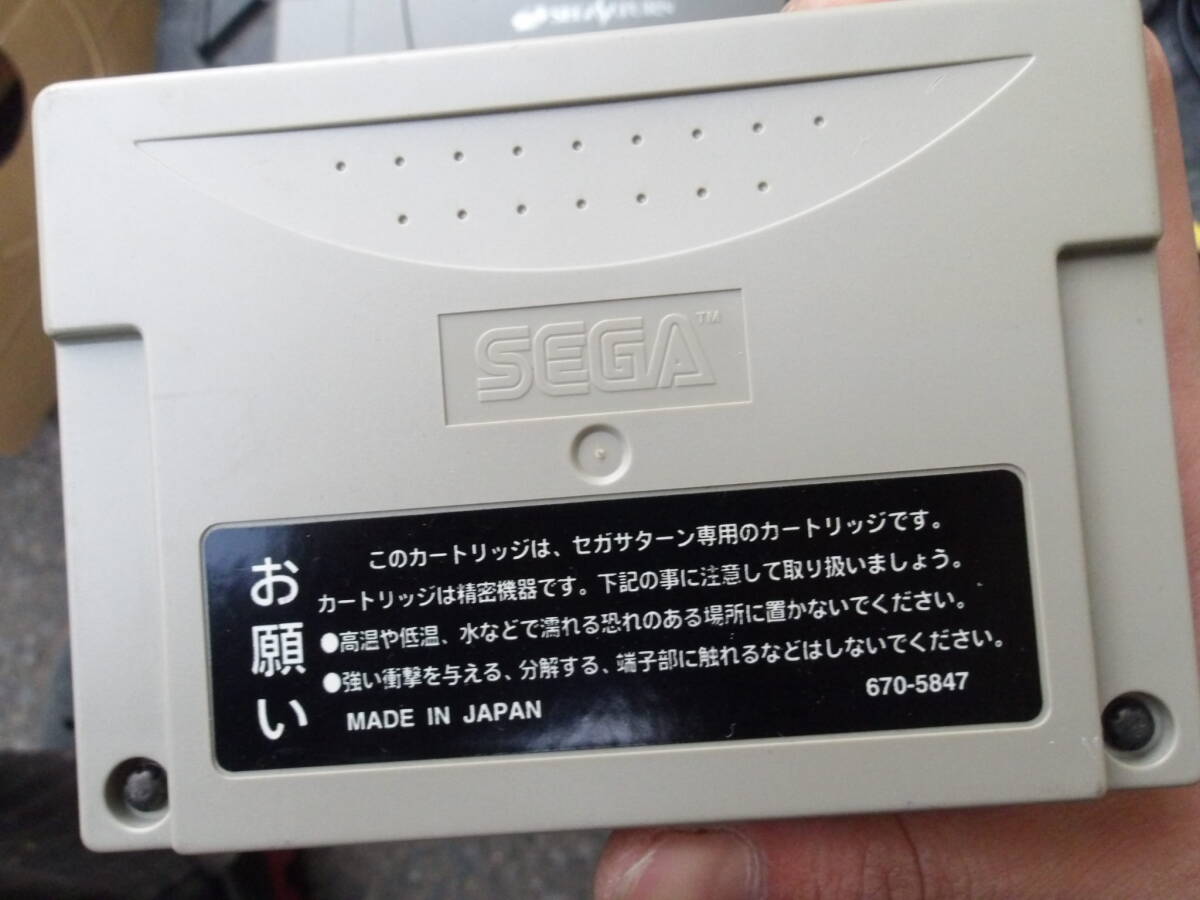 SEGA SATURN
SEGA™
お願い
このカートリッジは、セガサターン専用のカートリッジです。
カートリッジは精密機器です。下記の事に注意して取り扱いましょう。
●高温や低温、水などで濡れる恐れのある場所に置かないでください。
●強い衝撃を与える、分解する、端子部に触れるなどはしないでください。
MADE IN JAPAN 670-5847